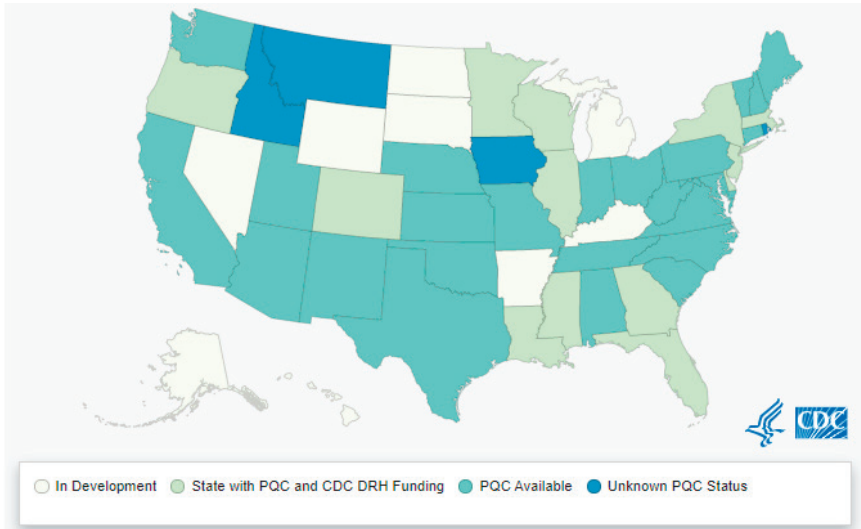 CDC
In Development State with PQC and CDC DRH Funding PQC Available Unknown PQC Status